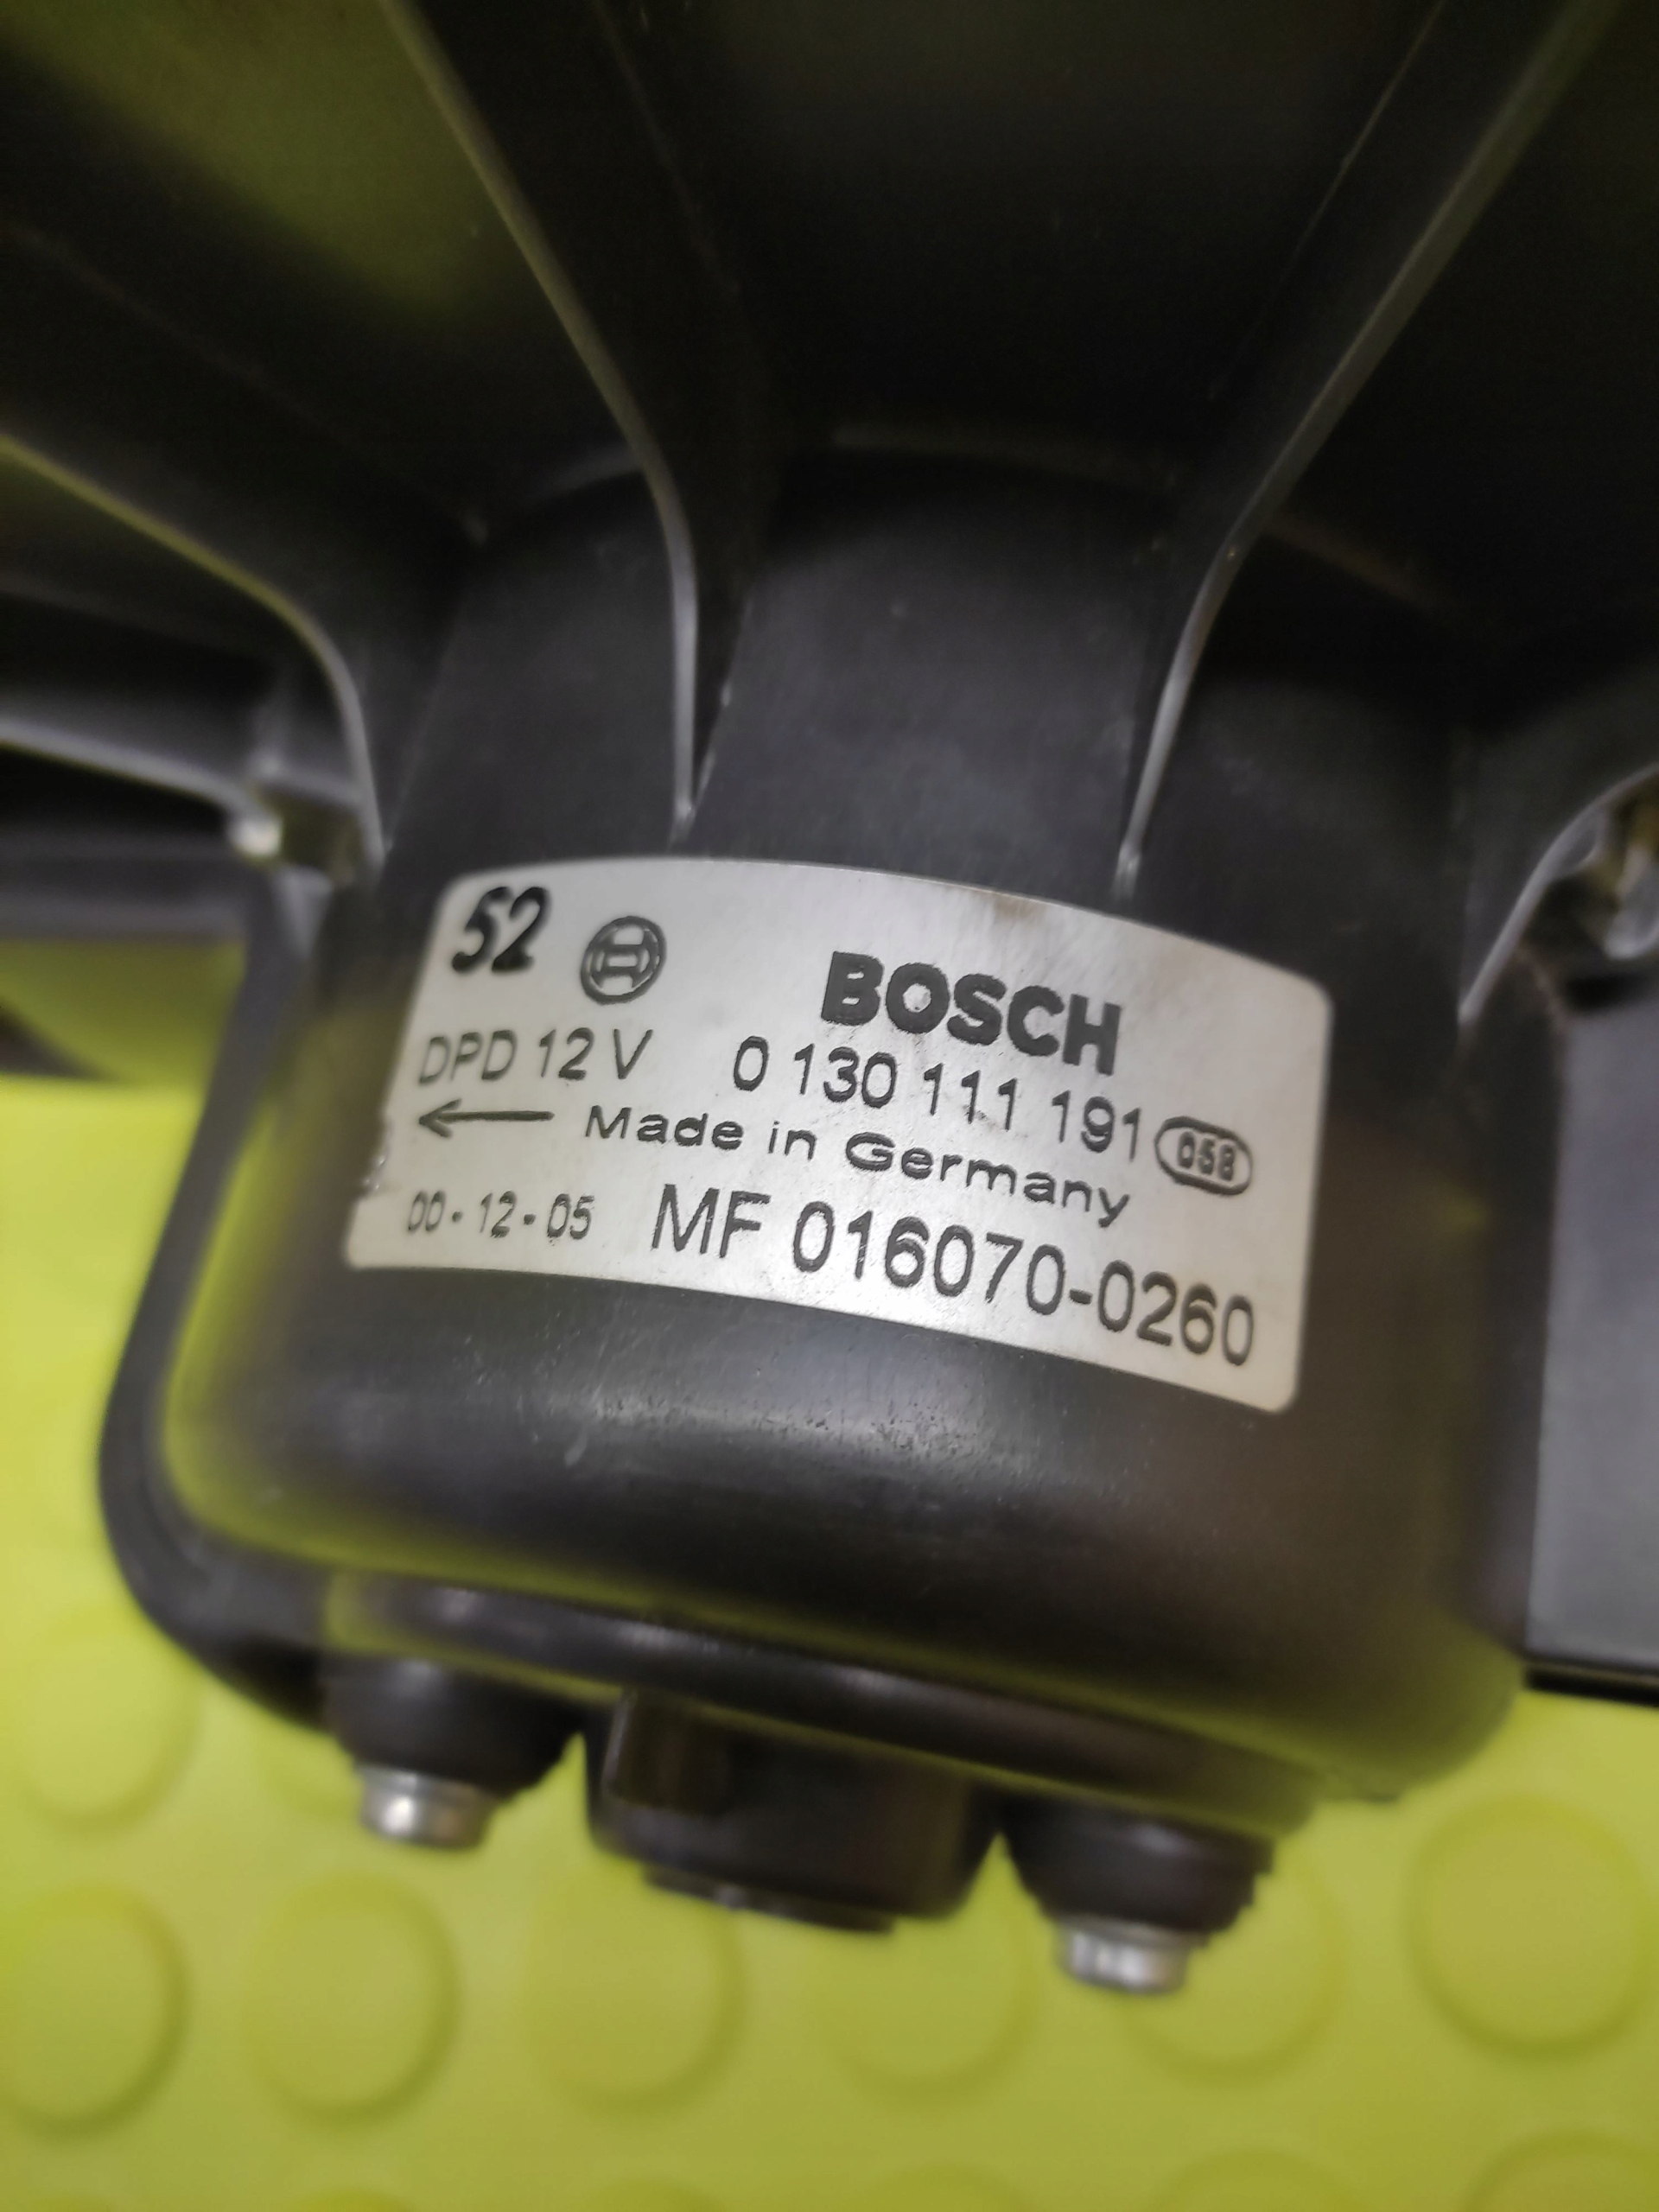 52 BOSCH
DPD 12 V 0 130 111 191 058
Made in Germany
00-12-05 MF 016070-0260